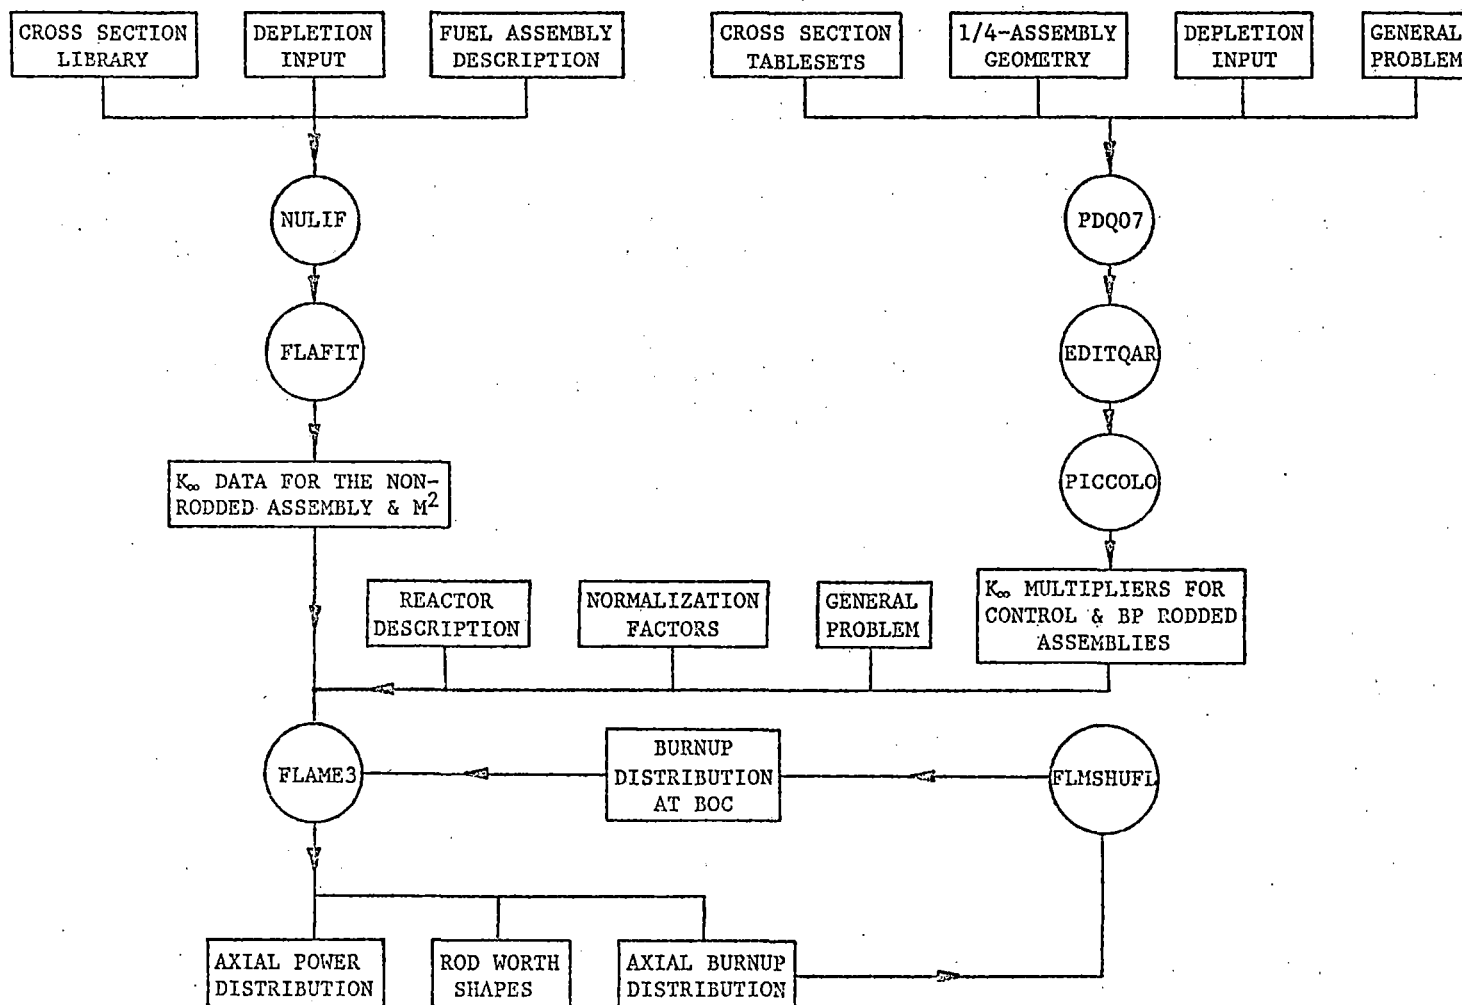 CROSS SECTION
LIBRARY
DEPLETION
INPUT
FUEL ASSEMBLY
DESCRIPTION
CROSS SECTION
TABLESETS
1/4-ASSEMBLY
GEOMETRY
DEPLETION
INPUT
GENERAL
PROBLEM
NULIF
PDQ07
FLAFIT
EDITQAR
PICCOLO
K∞ DATA FOR THE NON-
RODDED ASSEMBLY & M²
REACTOR
DESCRIPTION
NORMALIZATION
FACTORS
GENERAL
PROBLEM
K∞ MULTIPLIERS FOR
CONTROL & BP RODDED
ASSEMBLIES
FLAME3
BURNUP
DISTRIBUTION
AT BOC
FLMSHUFL
AXIAL POWER
DISTRIBUTION
ROD WORTH
SHAPES
AXIAL BURNUP
DISTRIBUTION